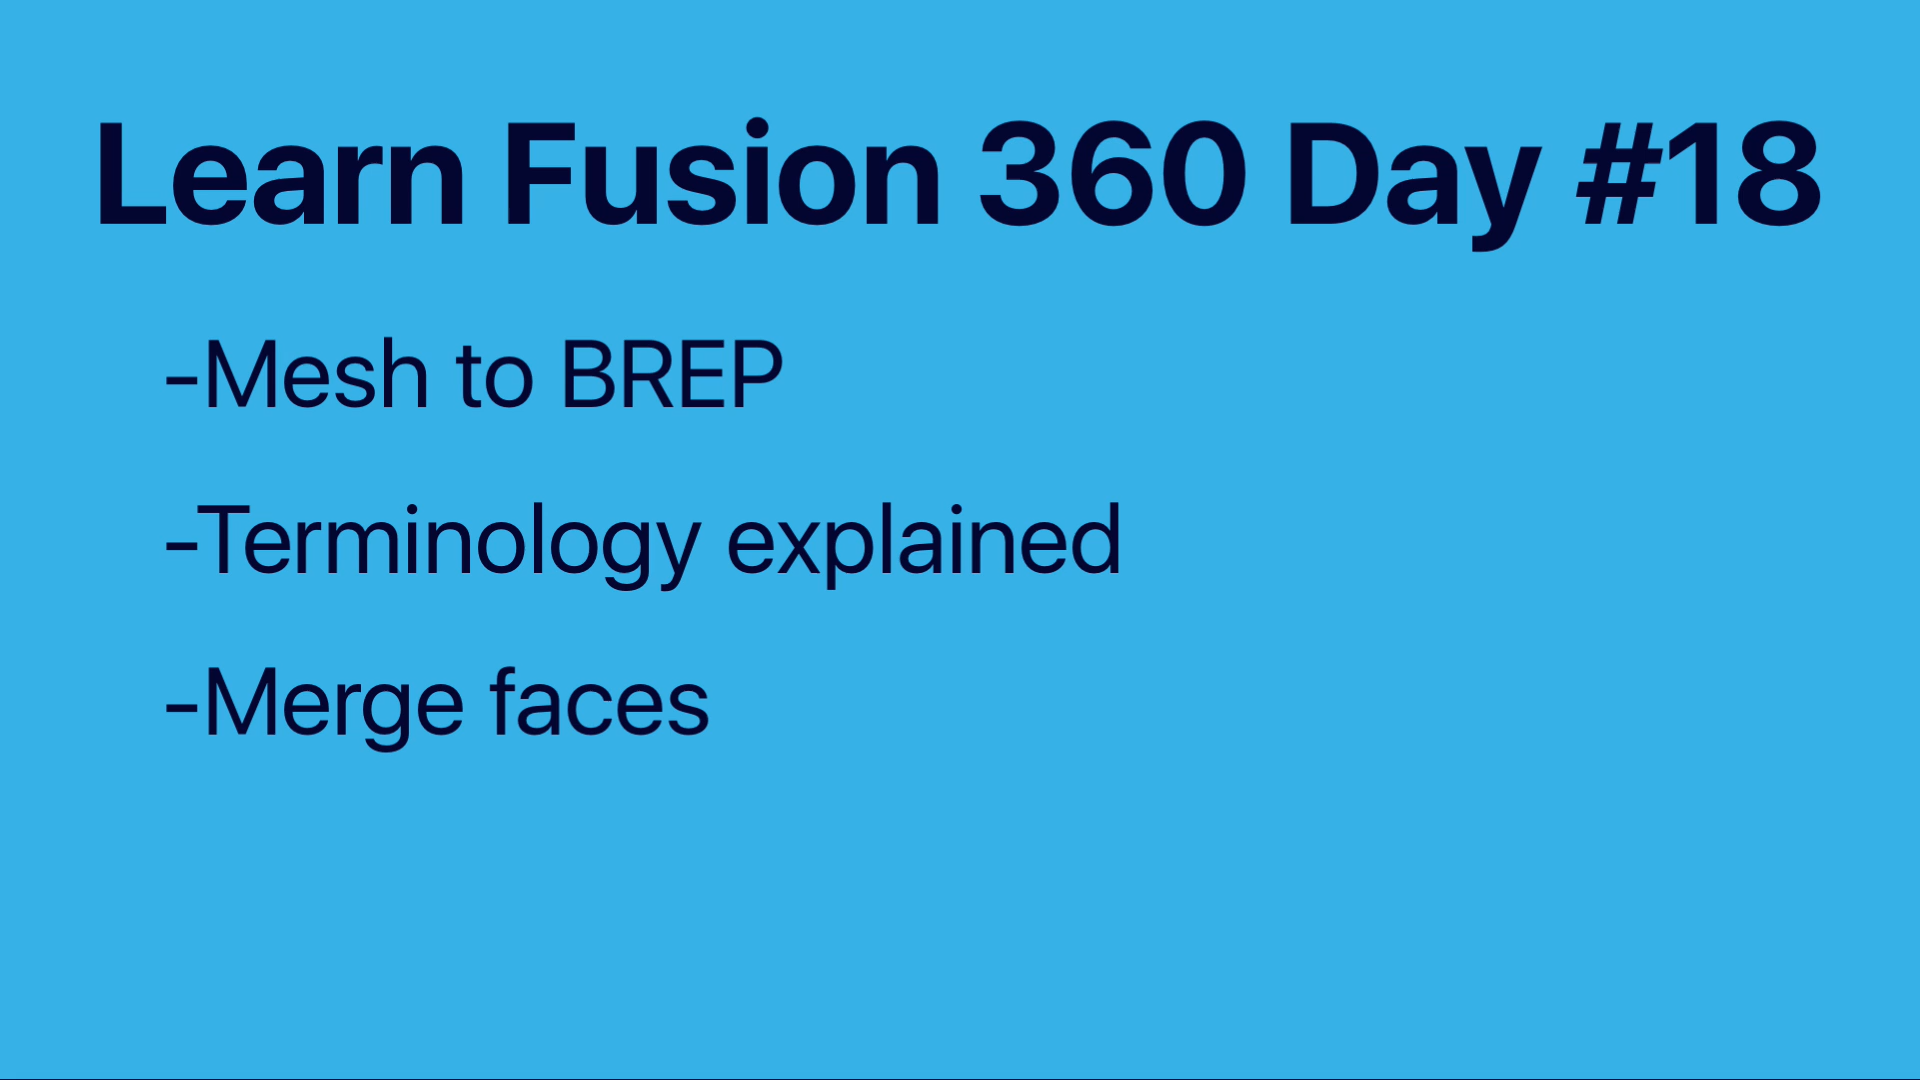 Learn Fusion 360 Day #18
-Mesh to BREP
-Terminology explained
-Merge faces